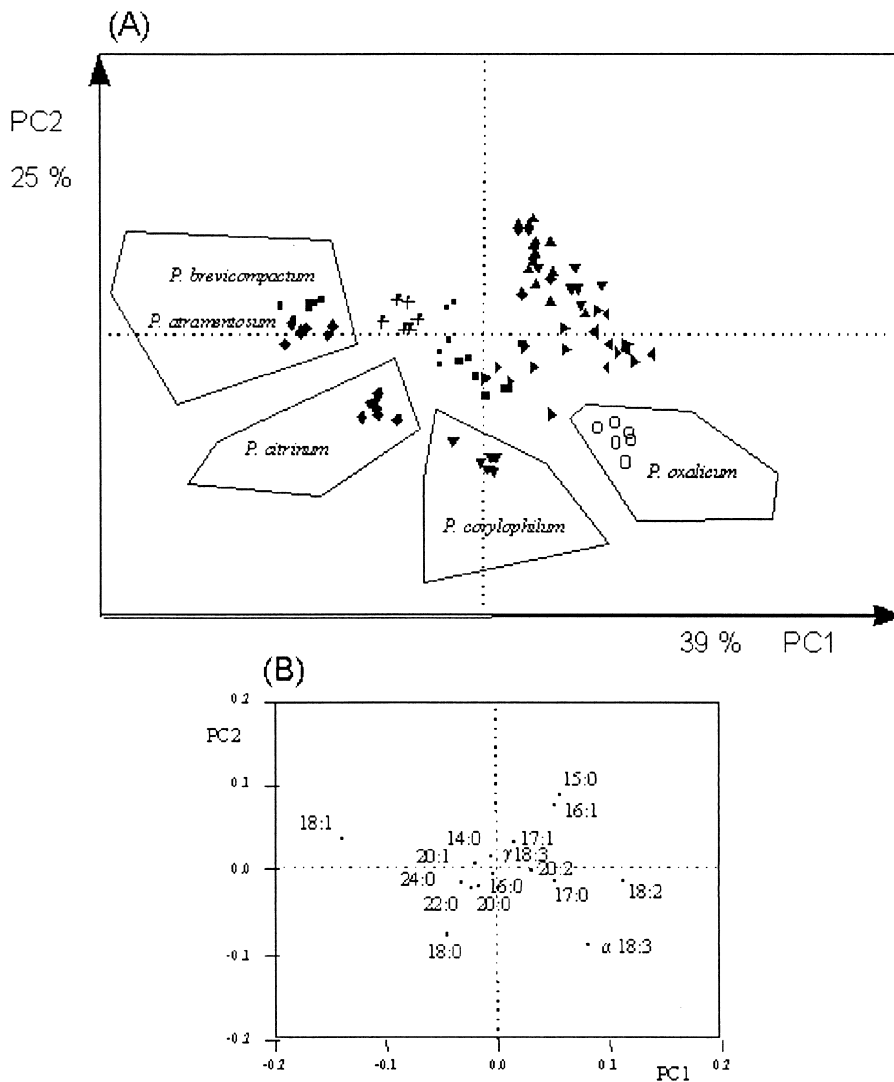 (A)
PC2
25 %
P. brevicompactum
P. atramentosum
P. citrinum
P. corylophilum
P. oxalicum
39 % PC1
(B)
0.2
PC2
0.1
0.0
-0.1
-0.2
15:0
16:1
18:1
14:0
17:1
20:1
γ 18:3
20:2
24:0
16:0
17:0
18:2
22:0
20:0
18:0
α 18:3
-0.2 -0.1 0.0 0.1 0.2
PC1